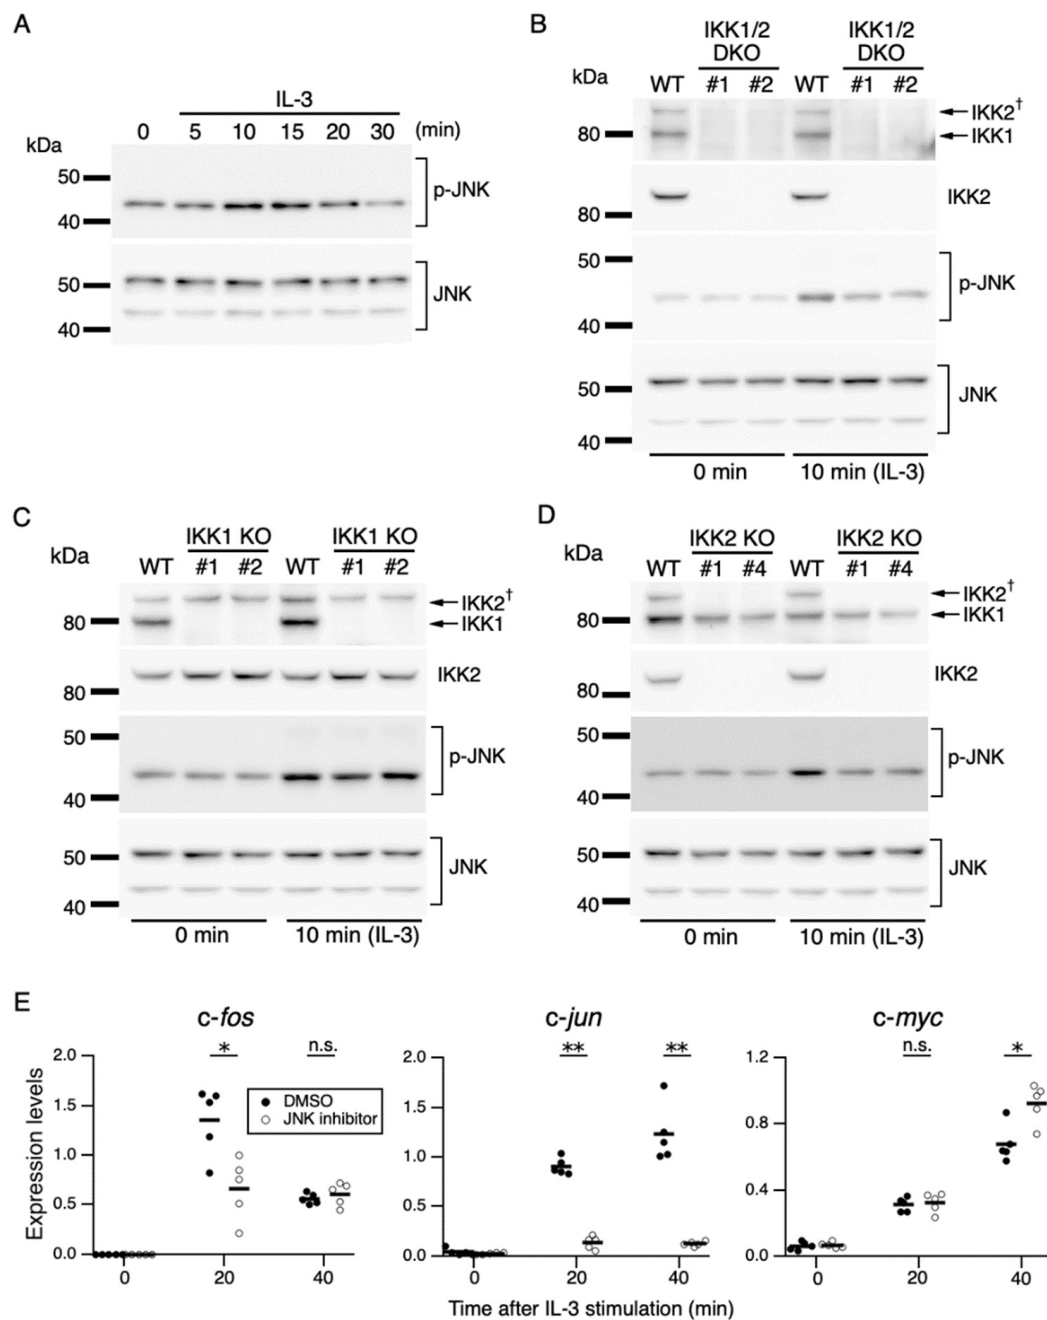 A
IL-3
0 5 10 15 20 30 (min)
kDa
50
40
p-JNK
50
40
JNK
B
IKK1/2 DKO IKK1/2 DKO
kDa
WT #1 #2 WT #1 #2
80
IKK2†
IKK1
80
IKK2
50
40
p-JNK
50
40
JNK
0 min 10 min (IL-3)
C
IKK1 KO IKK1 KO
kDa
WT #1 #2 WT #1 #2
80
IKK2†
IKK1
80
IKK2
50
40
p-JNK
50
40
JNK
0 min 10 min (IL-3)
D
IKK2 KO IKK2 KO
kDa
WT #1 #4 WT #1 #4
80
IKK2†
IKK1
80
IKK2
50
40
p-JNK
50
40
JNK
0 min 10 min (IL-3)
E
c-fos
* n.s.
DMSO
JNK inhibitor
Expression levels
2.0
1.5
1.0
0.5
0.0
0 20 40
c-jun
** **
2.0
1.5
1.0
0.5
0.0
0 20 40
c-myc
n.s. *
1.2
0.8
0.4
0.0
0 20 40
Time after IL-3 stimulation (min)